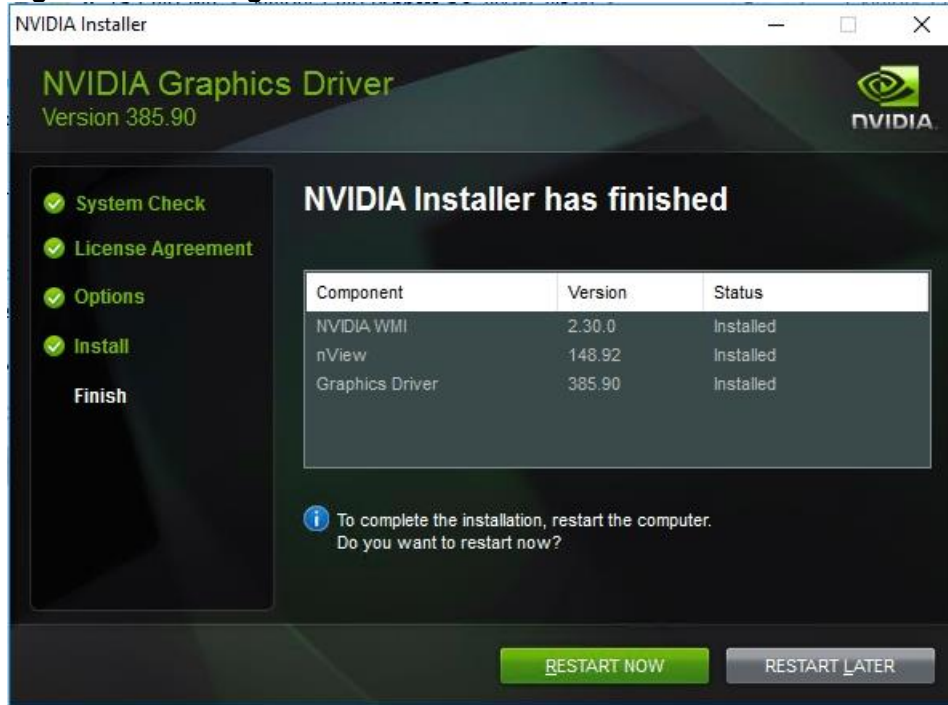 NVIDIA Installer
NVIDIA Graphics Driver
Version 385.90
NVIDIA.
System Check
License Agreement
Options
Install
Finish
NVIDIA Installer has finished
Component Version Status
NVIDIA WMI 2.30.0 Installed
nView 148.92 Installed
Graphics Driver 385.90 Installed
To complete the installation, restart the computer.
Do you want to restart now?
RESTART NOW
RESTART LATER